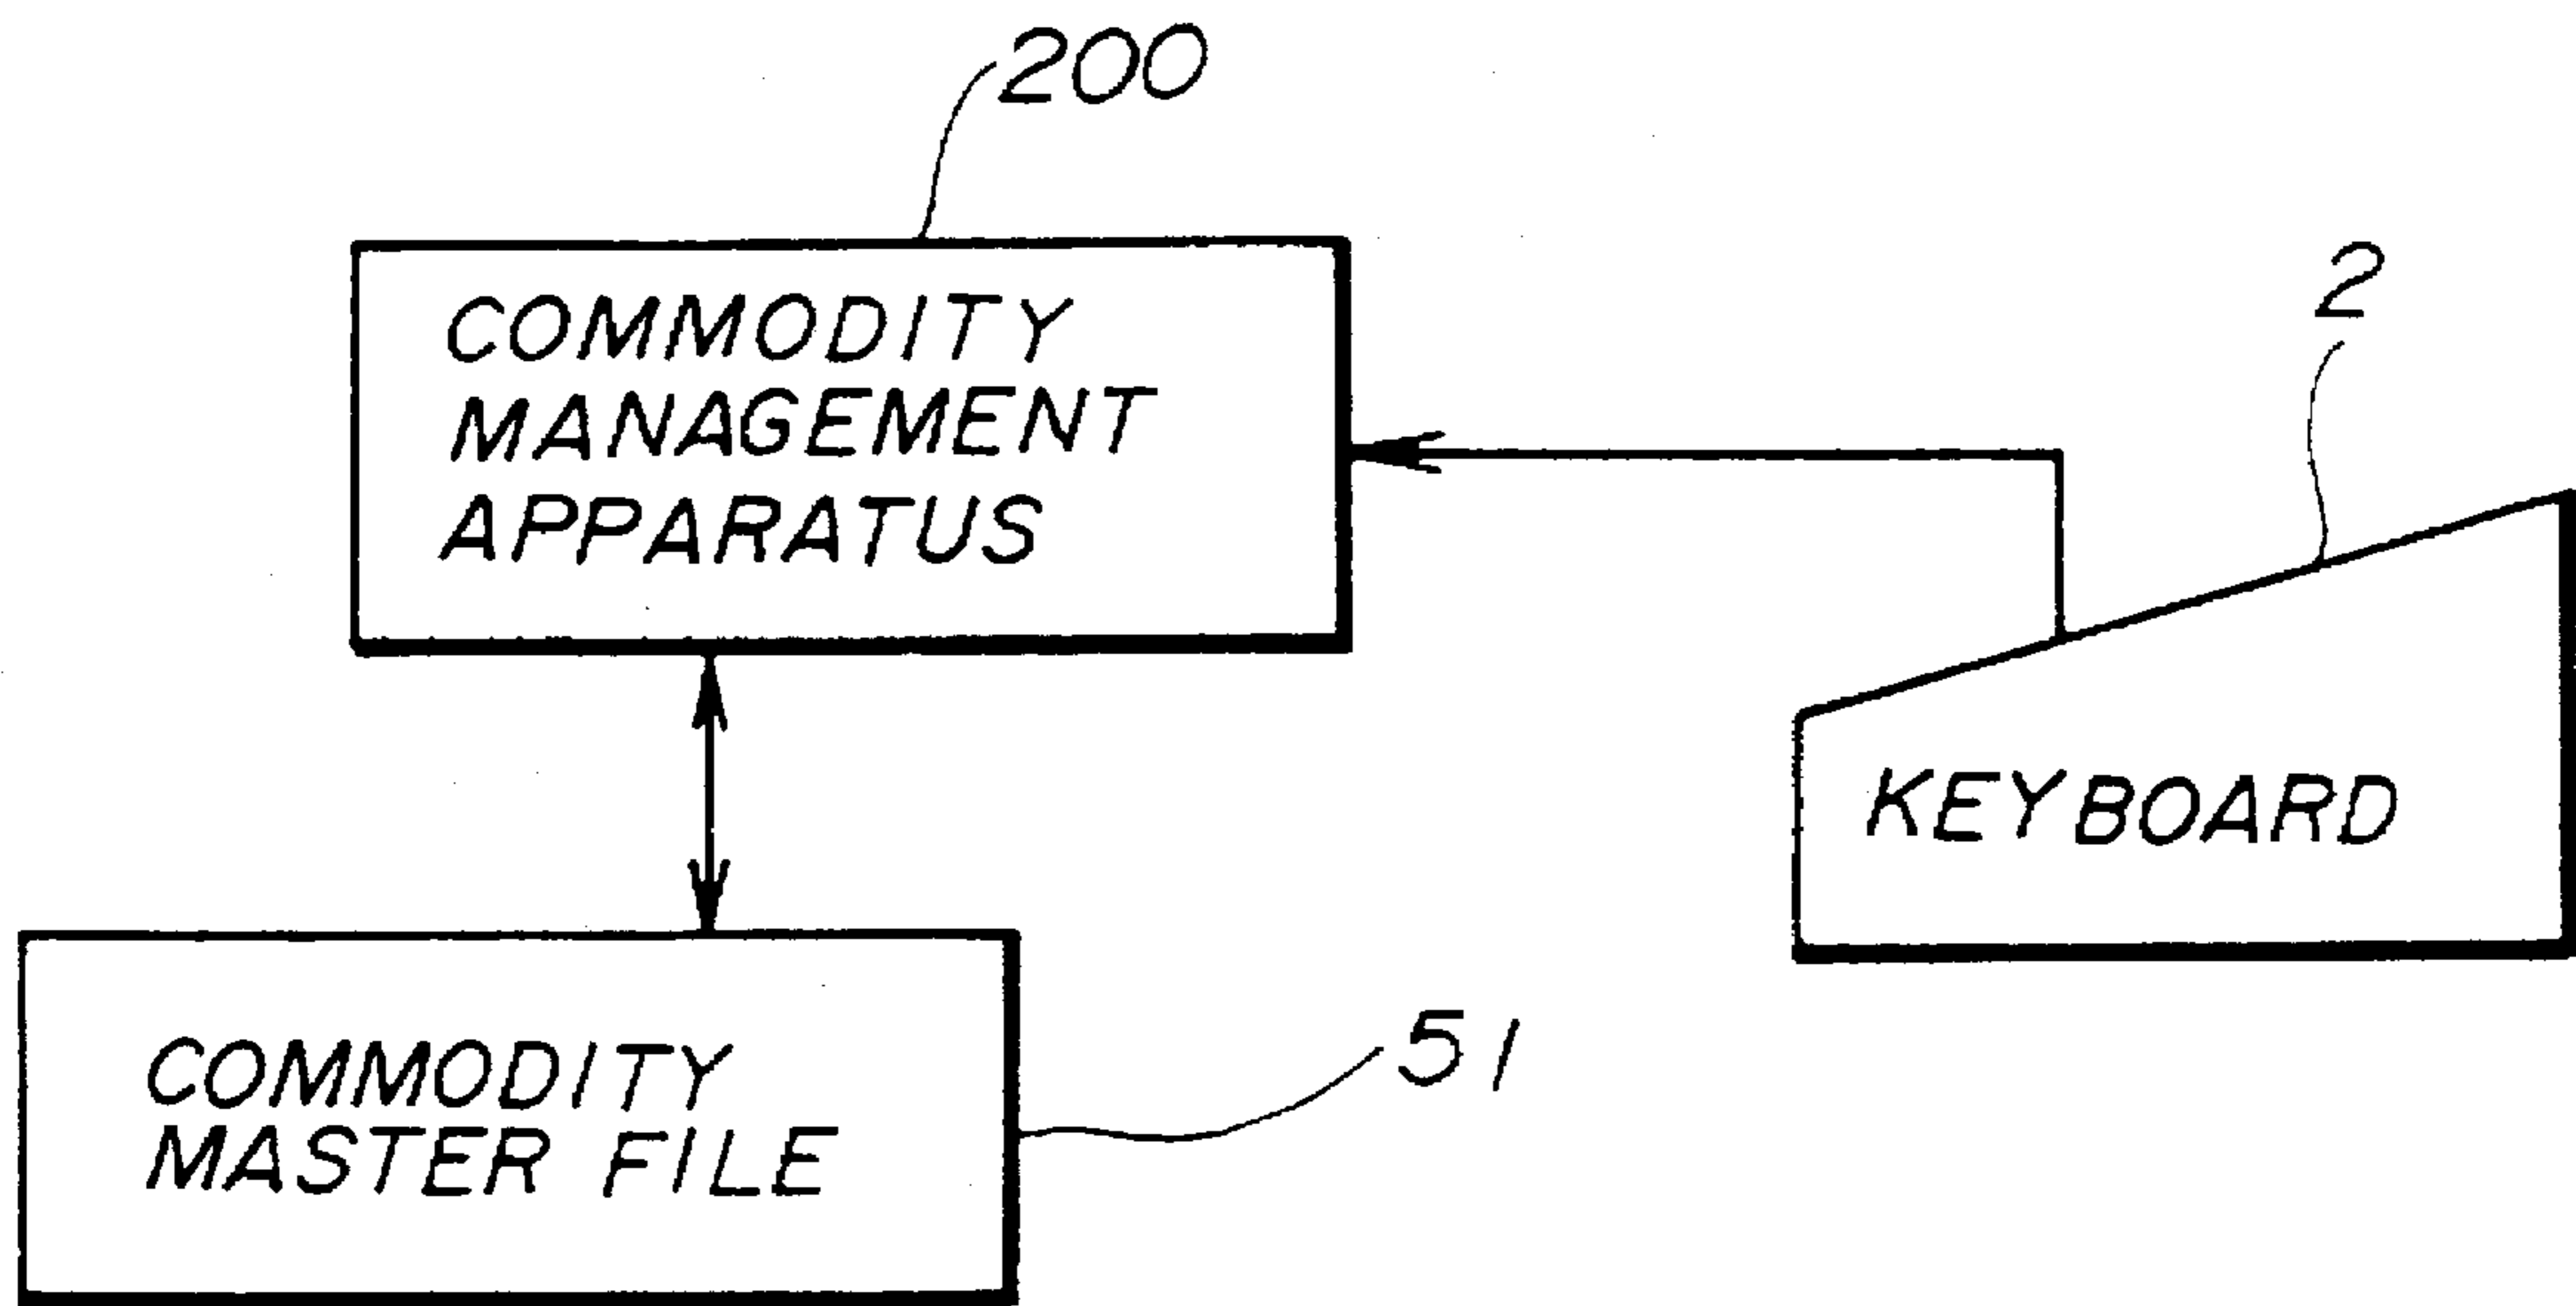 200
COMMODITY
MANAGEMENT
APPARATUS
2
KEYBOARD
COMMODITY
MASTER FILE
51